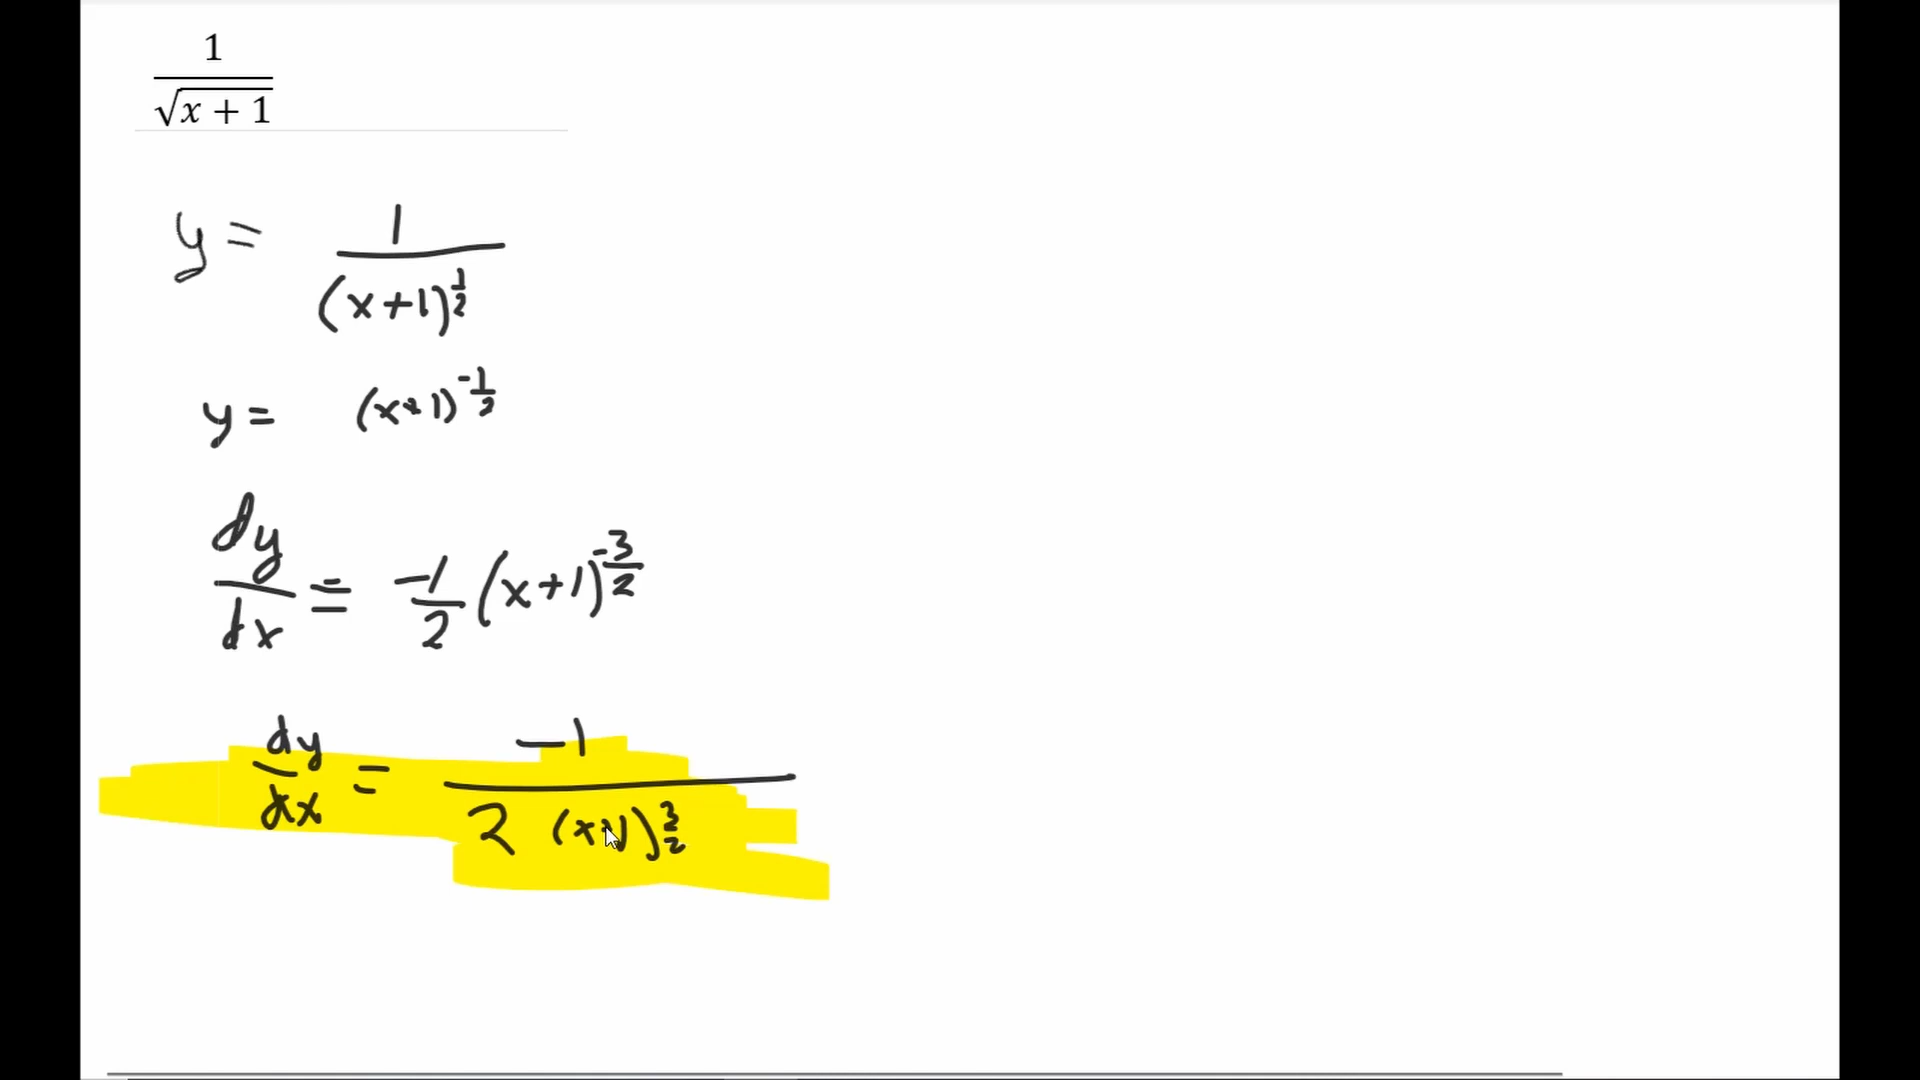 1/√(x + 1)
y = 1/(x+1)^(1/2)
y = (x+1)^(-1/2)
dy/dx = -1/2 (x+1)^(-3/2)
dy/dx = -1/(2 (x+1)^(3/2))